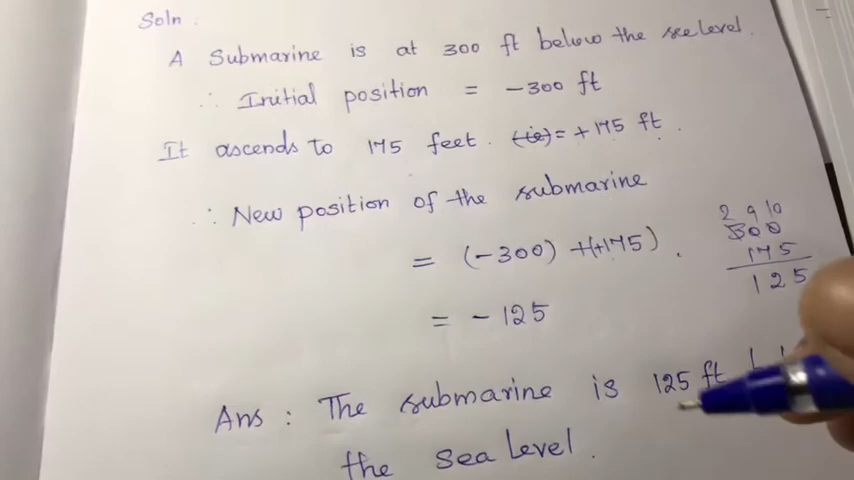 Soln.
A Submarine is at 300 ft below the sea level.
∴ Initial position = -300 ft
It ascends to 175 feet. (ie) = +175 ft.
∴ New position of the submarine
= (-300) + (+175).
= -125
2 9 10
300
175
125
Ans : The submarine is 125 ft
the sea Level.